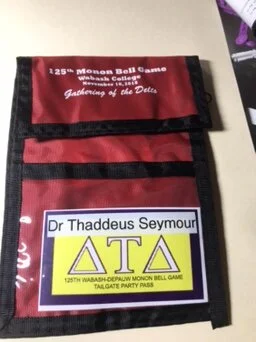 125th Monon Bell Game
Wabash College
November 10, 2018
Gathering of the Delts
Dr Thaddeus Seymour
ΔΤΔ
125TH WABASH-DEPAUW MONON BELL GAME
TAILGATE PARTY PASS